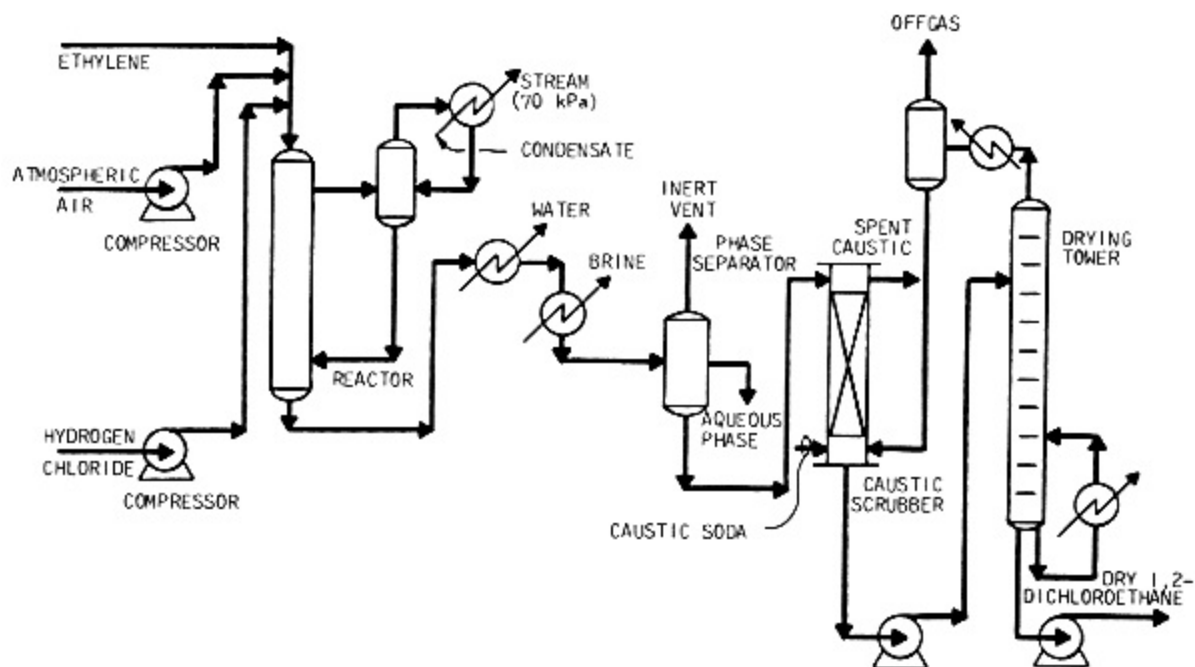 OFFGAS
ETHYLENE
STREAM
(70 kPa)
CONDENSATE
ATMOSPHERIC
AIR
COMPRESSOR
INERT
VENT
WATER
PHASE
SEPARATOR
SPENT
CAUSTIC
DRYING
TOWER
BRINE
REACTOR
AQUEOUS
PHASE
HYDROGEN
CHLORIDE
COMPRESSOR
CAUSTIC
SCRUBBER
CAUSTIC SODA
DRY 1,2-
DICHLOROETHANE